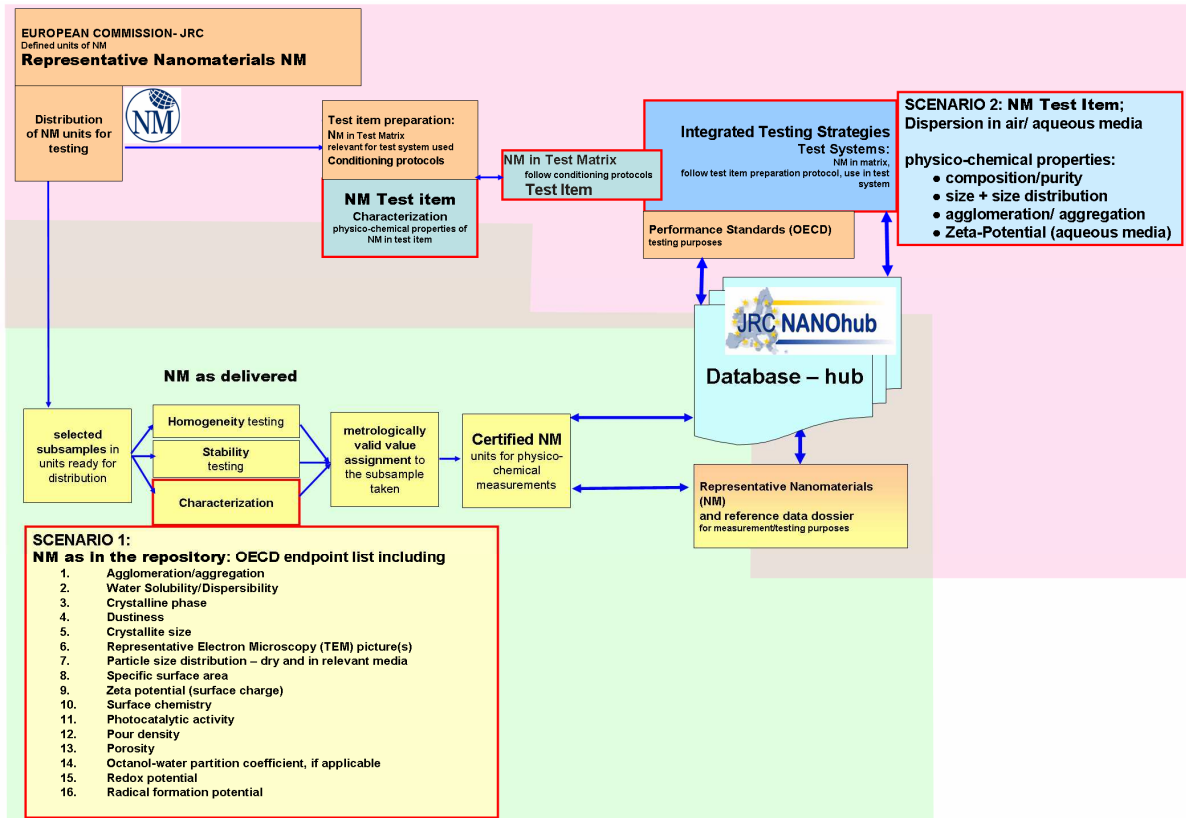 EUROPEAN COMMISSION- JRC
Defined units of NM
Representative Nanomaterials NM
Distribution
of NM units for
testing
NM
Test item preparation:
NM in Test Matrix
relevant for test system used
Conditioning protocols
NM Test item
Characterization
physico-chemical properties of
NM in test item
NM in Test Matrix
follow conditioning protocols
Test Item
Integrated Testing Strategies
Test Systems:
NM in matrix,
follow test item preparation protocol, use in test
system
Performance Standards (OECD)
testing purposes
SCENARIO 2: NM Test Item;
Dispersion in air/ aqueous media
physico-chemical properties:
● composition/purity
● size + size distribution
● agglomeration/ aggregation
● Zeta-Potential (aqueous media)
JRC NANOhub
Database – hub
NM as delivered
selected
subsamples in
units ready for
distribution
Homogeneity testing
Stability
testing
Characterization
metrologically
valid value
assignment to
the subsample
taken
Certified NM
units for physico-
chemical
measurements
Representative Nanomaterials
(NM)
and reference data dossier
for measurement/testing purposes
SCENARIO 1:
NM as in the repository: OECD endpoint list including
1. Agglomeration/aggregation
2. Water Solubility/Dispersibility
3. Crystalline phase
4. Dustiness
5. Crystallite size
6. Representative Electron Microscopy (TEM) picture(s)
7. Particle size distribution – dry and in relevant media
8. Specific surface area
9. Zeta potential (surface charge)
10. Surface chemistry
11. Photocatalytic activity
12. Pour density
13. Porosity
14. Octanol-water partition coefficient, if applicable
15. Redox potential
16. Radical formation potential